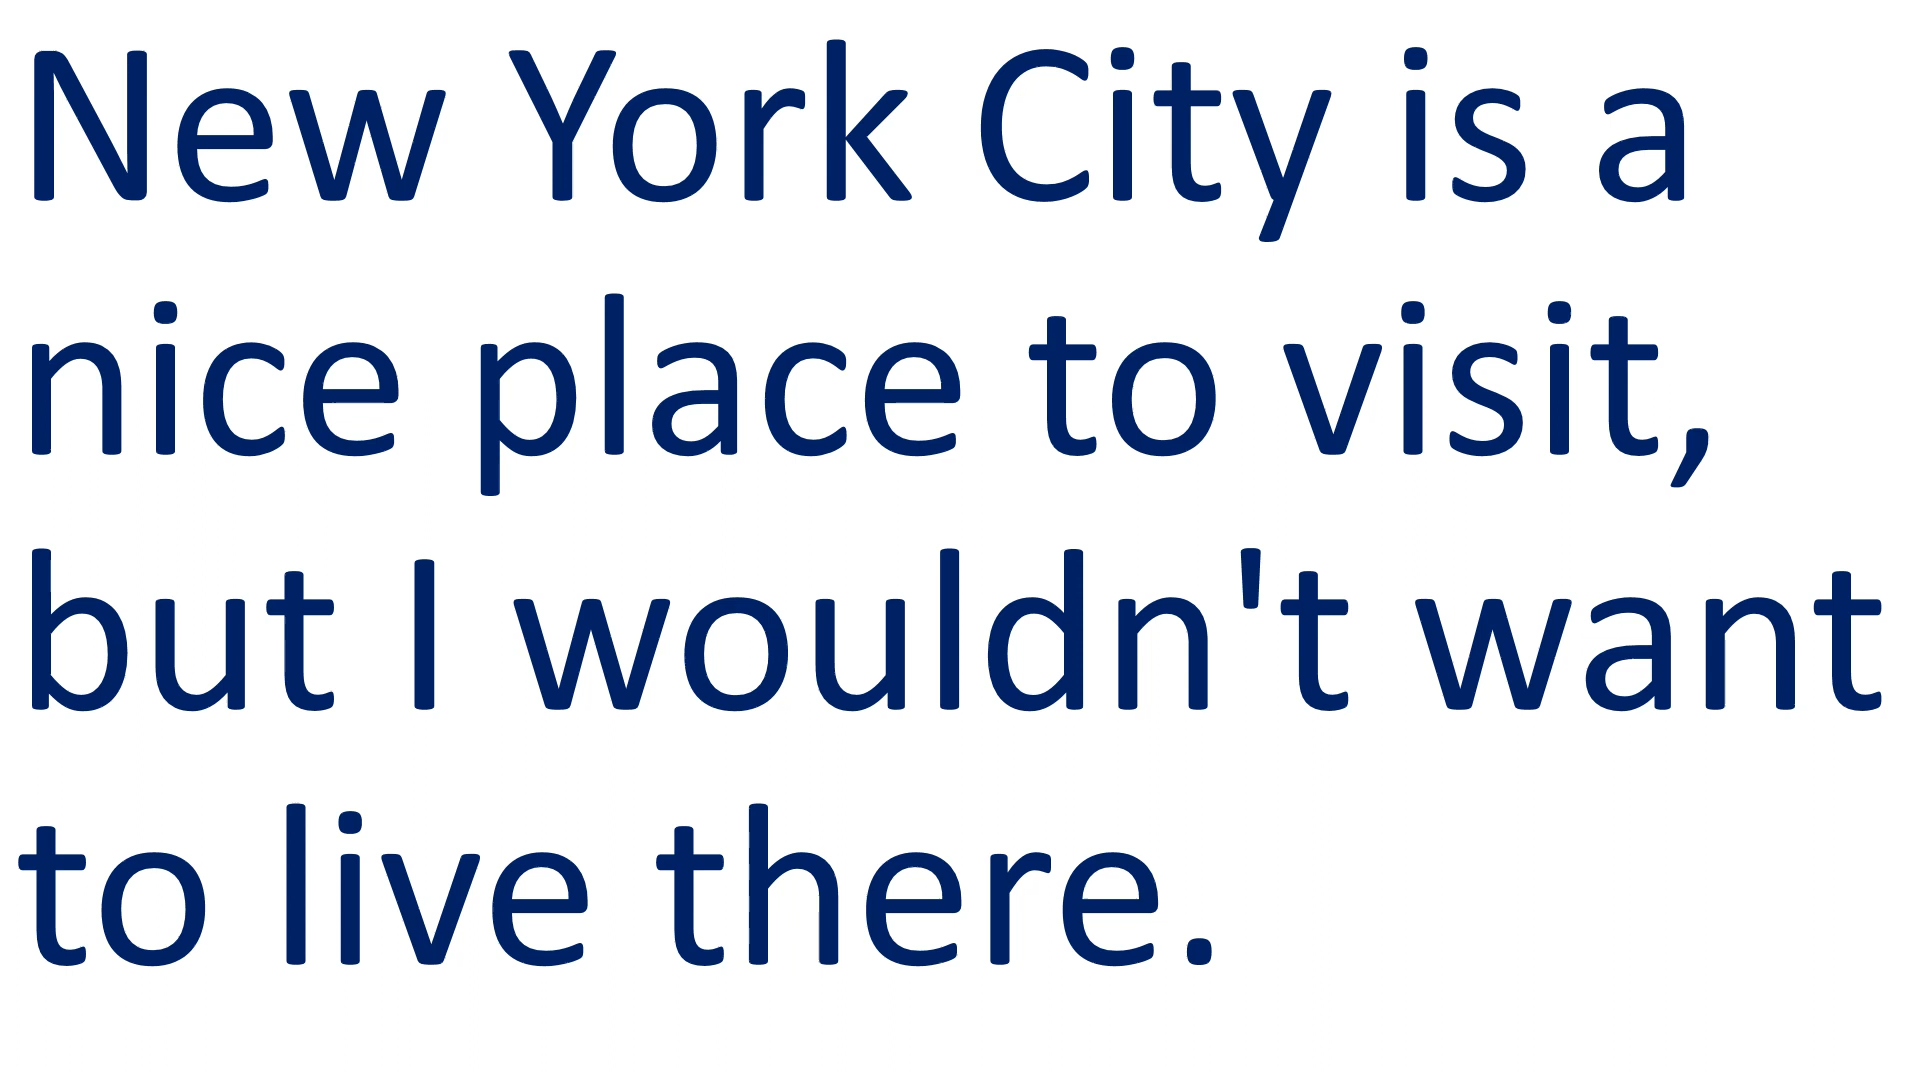 New York City is a
nice place to visit,
but I wouldn't want
to live there.